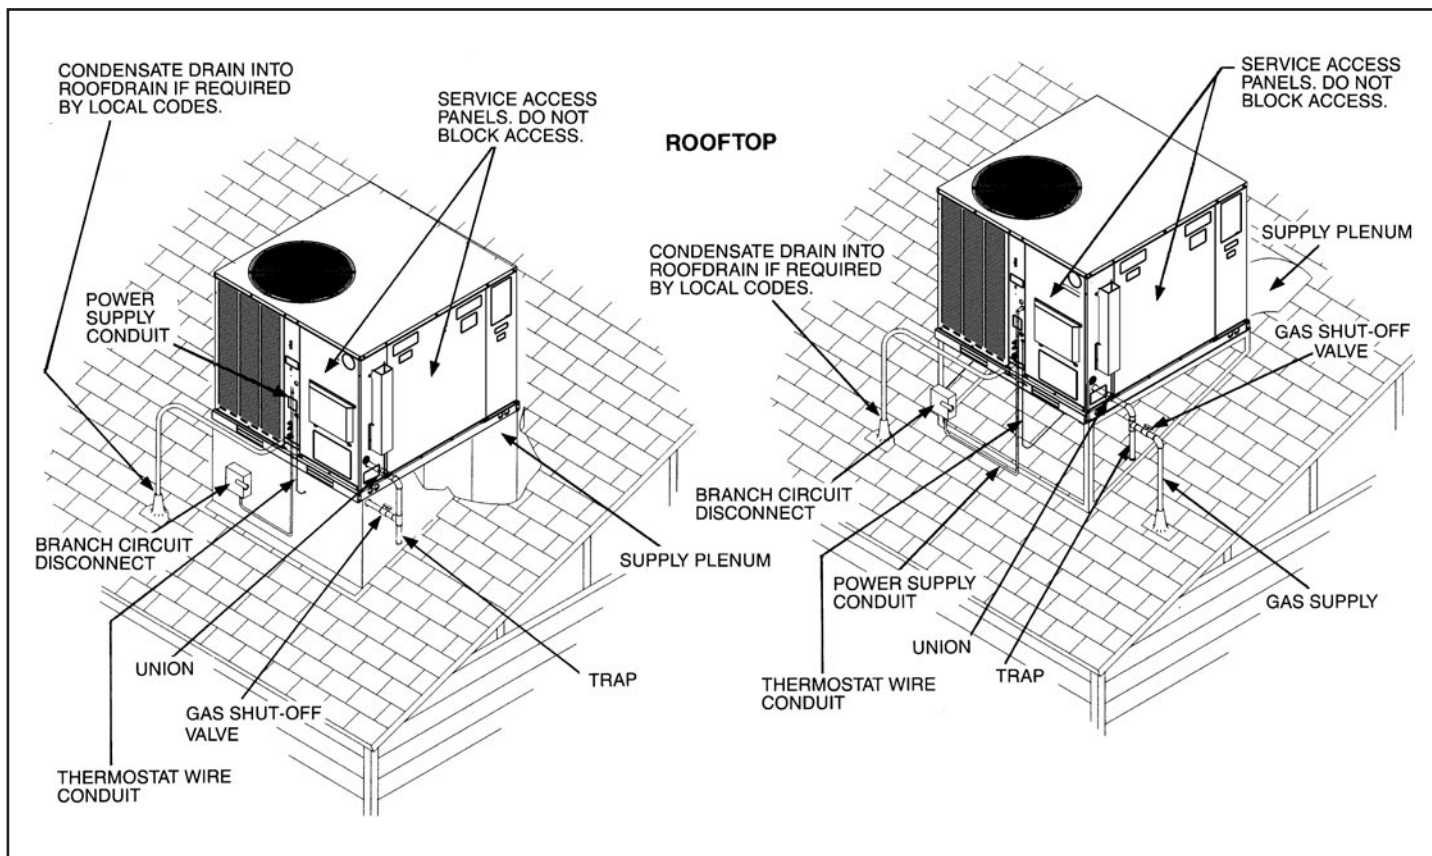 CONDENSATE DRAIN INTO
ROOFDRAIN IF REQUIRED
BY LOCAL CODES.
SERVICE ACCESS
PANELS. DO NOT
BLOCK ACCESS.
POWER
SUPPLY
CONDUIT
BRANCH CIRCUIT
DISCONNECT
SUPPLY PLENUM
UNION
TRAP
GAS SHUT-OFF
VALVE
THERMOSTAT WIRE
CONDUIT
ROOFTOP
SERVICE ACCESS
PANELS. DO NOT
BLOCK ACCESS.
CONDENSATE DRAIN INTO
ROOFDRAIN IF REQUIRED
BY LOCAL CODES.
SUPPLY PLENUM
GAS SHUT-OFF
VALVE
BRANCH CIRCUIT
DISCONNECT
POWER SUPPLY
CONDUIT
GAS SUPPLY
UNION
TRAP
THERMOSTAT WIRE
CONDUIT